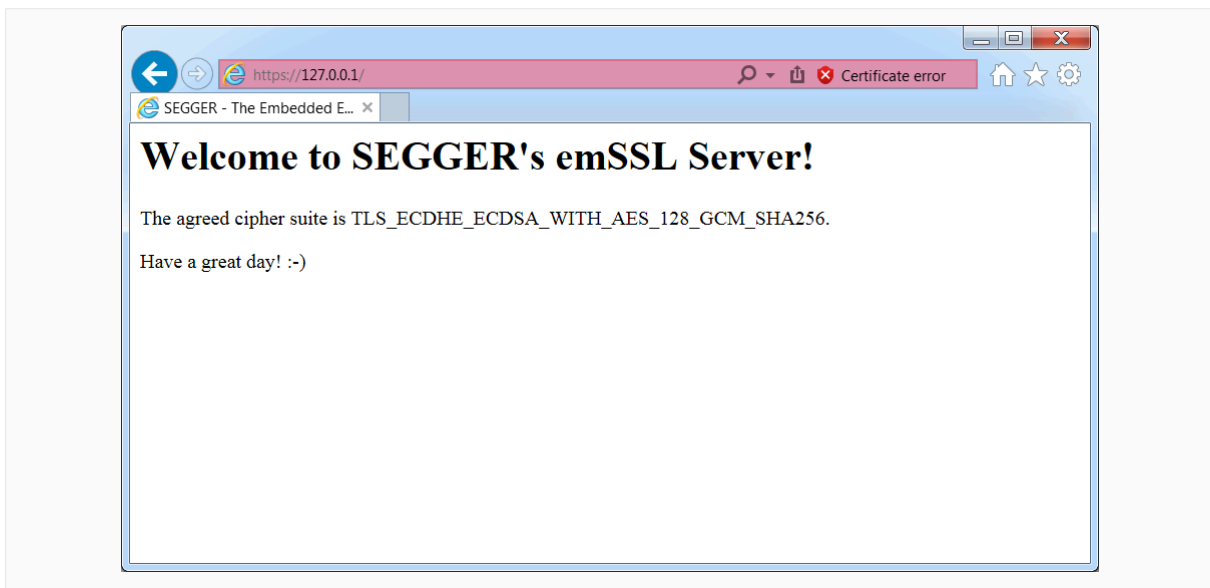 https://127.0.0.1/
Certificate error
SEGGER - The Embedded E...
Welcome to SEGGER's emSSL Server!
The agreed cipher suite is TLS_ECDHE_ECDSA_WITH_AES_128_GCM_SHA256.
Have a great day! :-)